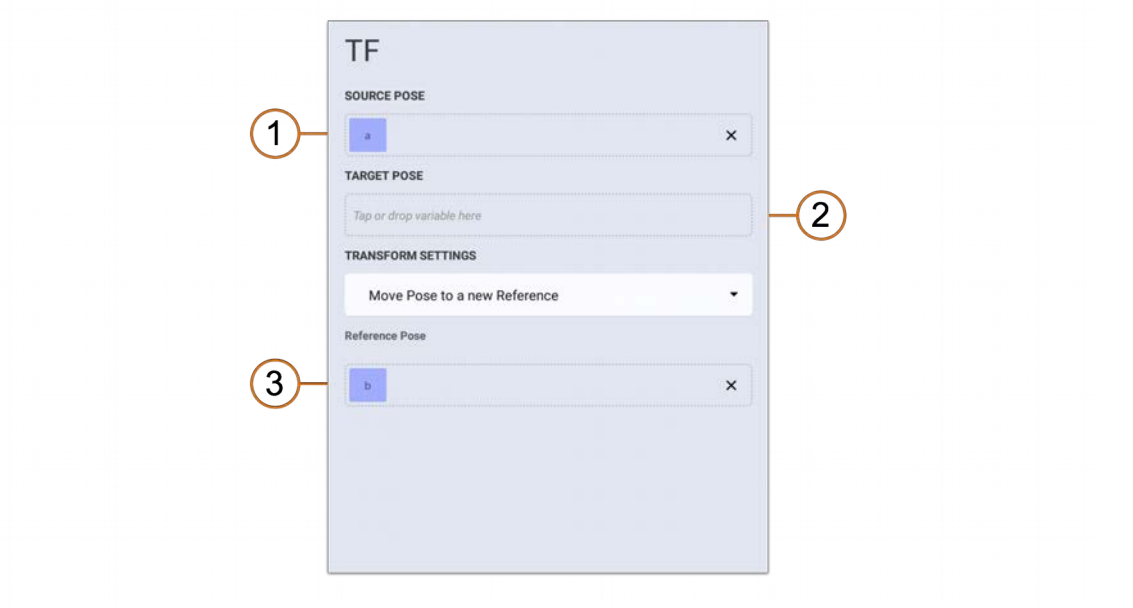 TF
SOURCE POSE
1
a
×
TARGET POSE
Tap or drop variable here
2
TRANSFORM SETTINGS
Move Pose to a new Reference
Reference Pose
3
b
×